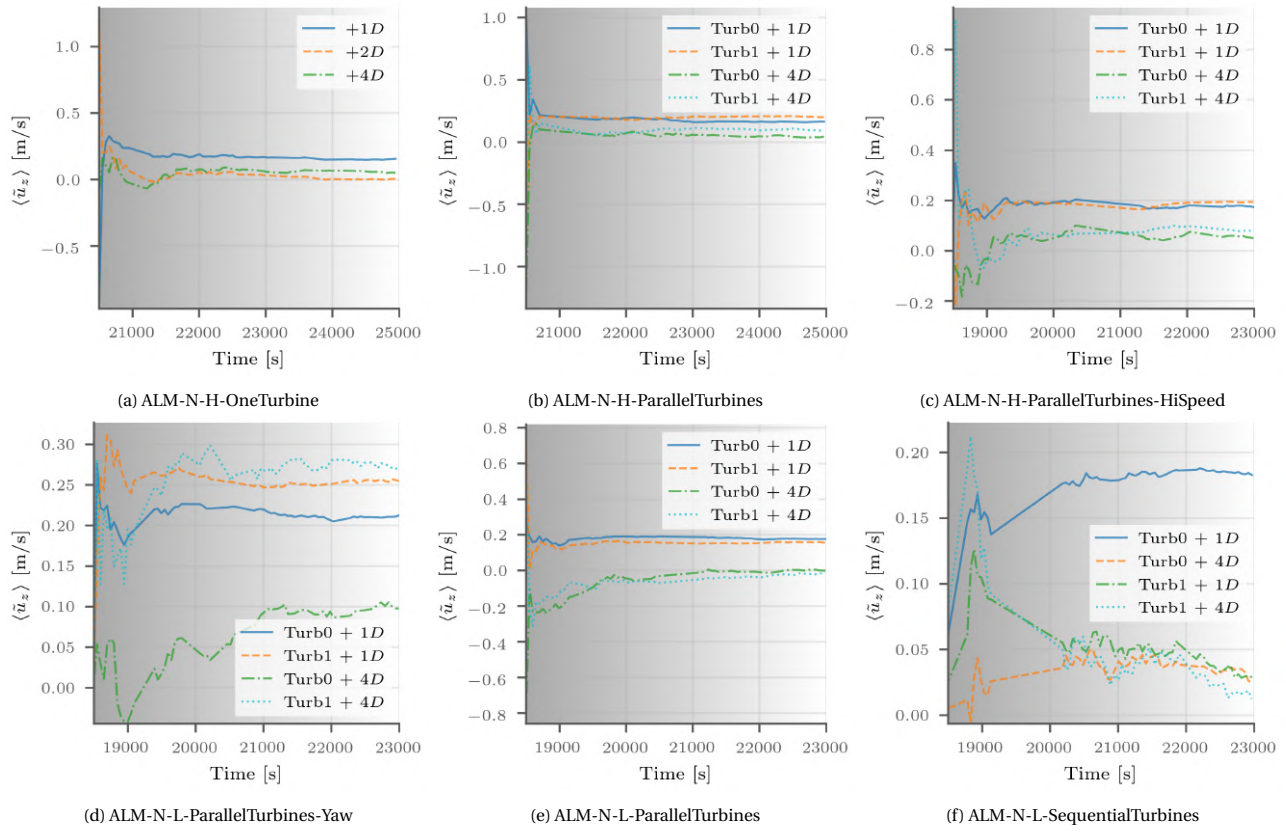 1.0
0.5
0.0
−0.5
⟨ũ_z⟩ [m/s]
+1D
+2D
+4D
21000 22000 23000 24000 25000
Time [s]
(a) ALM-N-H-OneTurbine
1.0
0.5
0.0
−0.5
−1.0
⟨ũ_z⟩ [m/s]
Turb0 + 1D
Turb1 + 1D
Turb0 + 4D
Turb1 + 4D
21000 22000 23000 24000 25000
Time [s]
(b) ALM-N-H-ParallelTurbines
0.8
0.6
0.4
0.2
0.0
−0.2
⟨ũ_z⟩ [m/s]
Turb0 + 1D
Turb1 + 1D
Turb0 + 4D
Turb1 + 4D
19000 20000 21000 22000 23000
Time [s]
(c) ALM-N-H-ParallelTurbines-HiSpeed
0.30
0.25
0.20
0.15
0.10
0.05
0.00
⟨ũ_z⟩ [m/s]
Turb0 + 1D
Turb1 + 1D
Turb0 + 4D
Turb1 + 4D
19000 20000 21000 22000 23000
Time [s]
(d) ALM-N-L-ParallelTurbines-Yaw
0.8
0.6
0.4
0.2
0.0
−0.2
−0.4
−0.6
−0.8
⟨ũ_z⟩ [m/s]
Turb0 + 1D
Turb1 + 1D
Turb0 + 4D
Turb1 + 4D
19000 20000 21000 22000 23000
Time [s]
(e) ALM-N-L-ParallelTurbines
0.20
0.15
0.10
0.05
0.00
⟨ũ_z⟩ [m/s]
Turb0 + 1D
Turb0 + 4D
Turb1 + 1D
Turb1 + 4D
19000 20000 21000 22000 23000
Time [s]
(f) ALM-N-L-SequentialTurbines